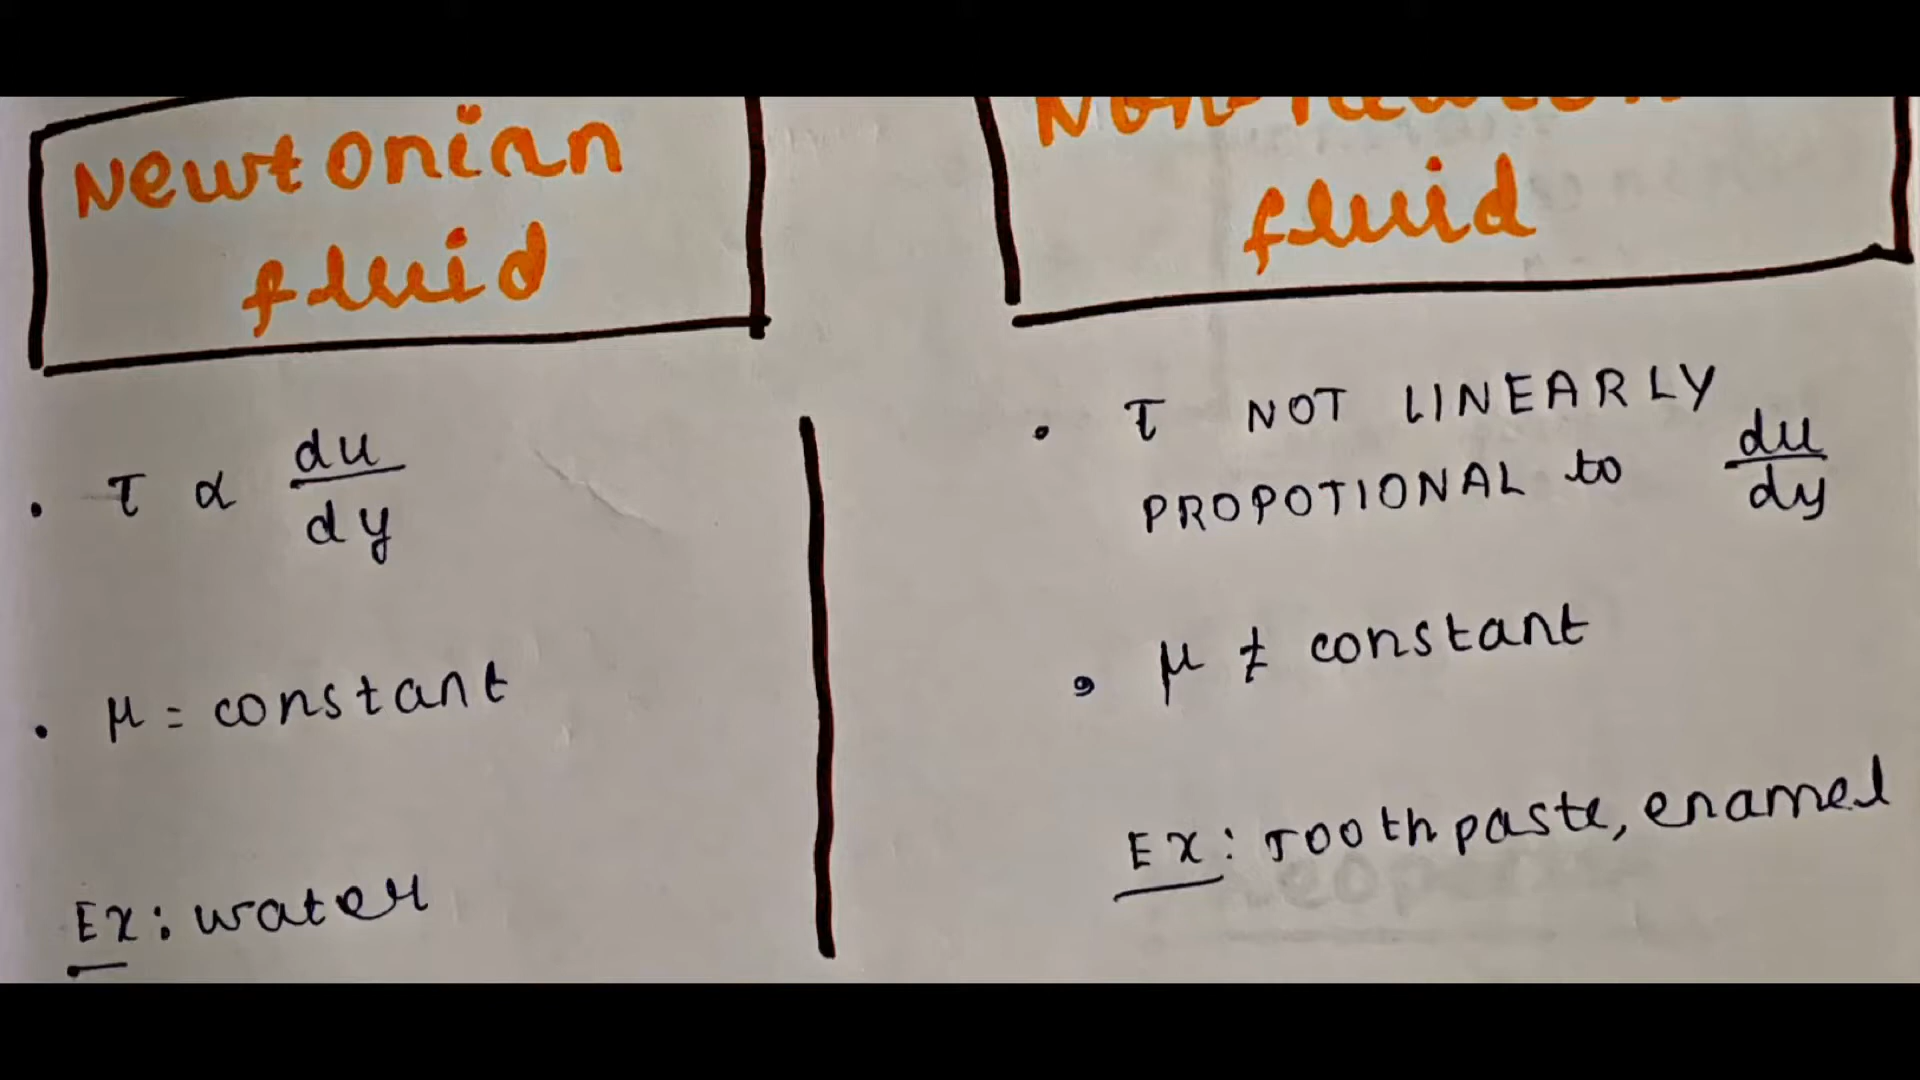 Newtonian
fluid
. τ α du/dy
. μ = constant
Ex: water
fluid
. τ NOT LINEARLY
PROPOTIONAL to du/dy
. μ ≠ constant
Ex: Toothpaste, enamel